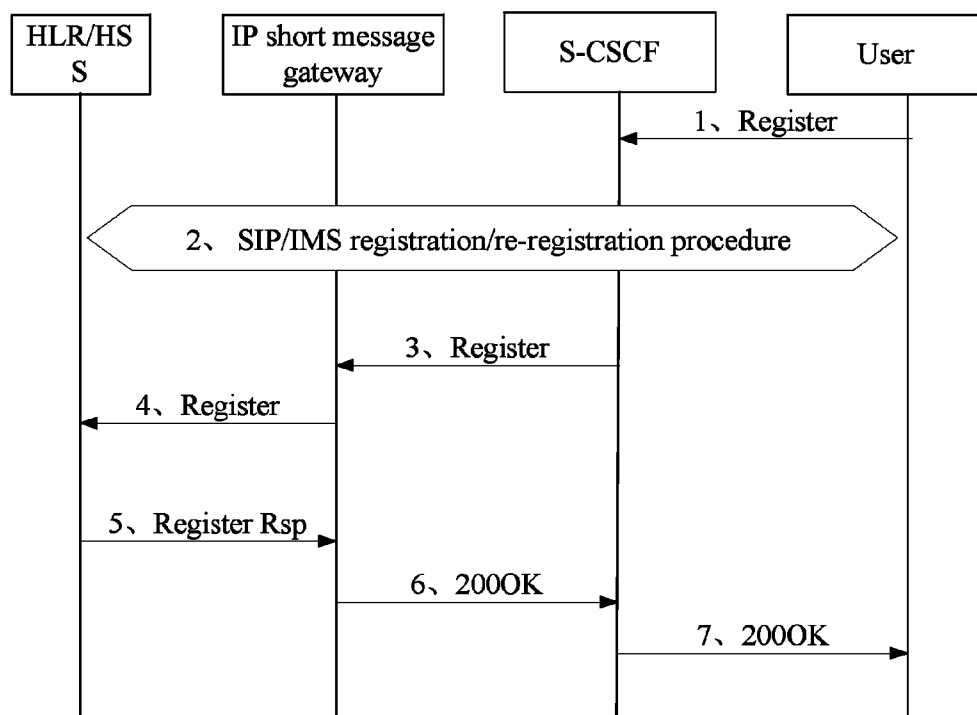 HLR/HS
S
IP short message
gateway
S-CSCF
User
1、Register
2、 SIP/IMS registration/re-registration procedure
3、Register
4、Register
5、Register Rsp
6、200OK
7、200OK